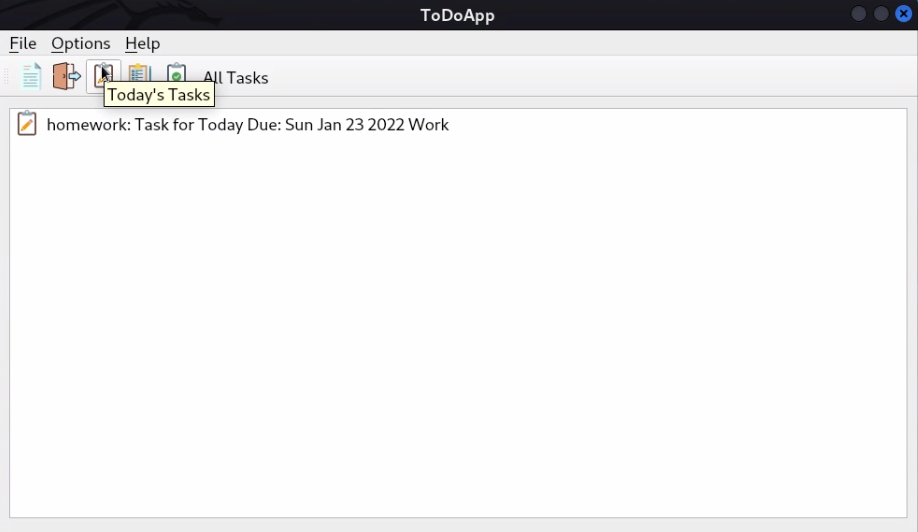 ToDoApp
File Options Help
All Tasks
Today's Tasks
homework: Task for Today Due: Sun Jan 23 2022 Work